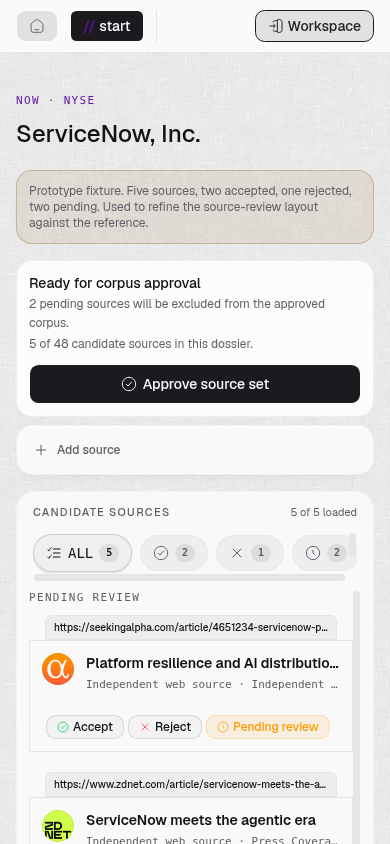 // start
Workspace
NOW · NYSE
ServiceNow, Inc.
Prototype fixture. Five sources, two accepted, one rejected,
two pending. Used to refine the source-review layout
against the reference.
Ready for corpus approval
2 pending sources will be excluded from the approved
corpus.
5 of 48 candidate sources in this dossier.
Approve source set
Add source
CANDIDATE SOURCES
5 of 5 loaded
ALL 5
2
1
2
PENDING REVIEW
https://seekingalpha.com/article/4651234-servicenow-p...
α
Platform resilience and AI distributio...
Independent web source · Independent …
Accept
Reject
Pending review
https://www.zdnet.com/article/servicenow-meets-the-a...
ZD
NET
ServiceNow meets the agentic era
Independent web source · Press Covera…